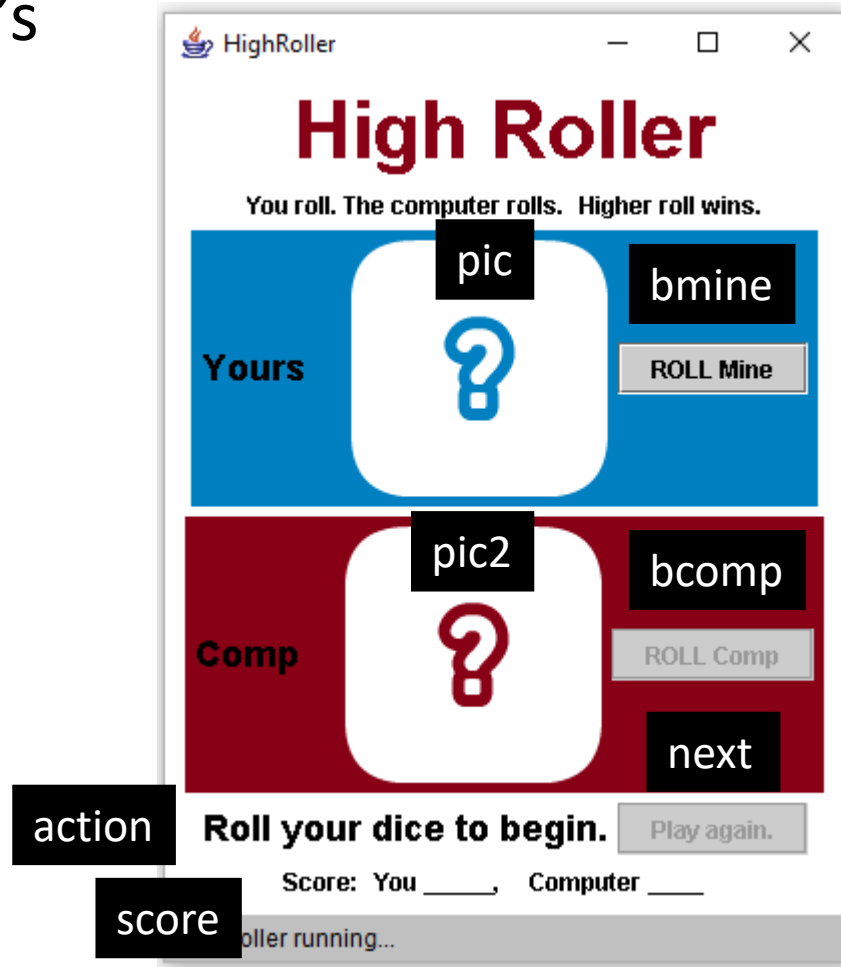 's
HighRoller
High Roller
You roll. The computer rolls. Higher roll wins.
pic
bmine
Yours
?
ROLL Mine
pic2
bcomp
Comp
?
ROLL Comp
next
action
Roll your dice to begin.
Play again.
Score: You _____, Computer ____
score
oller running...